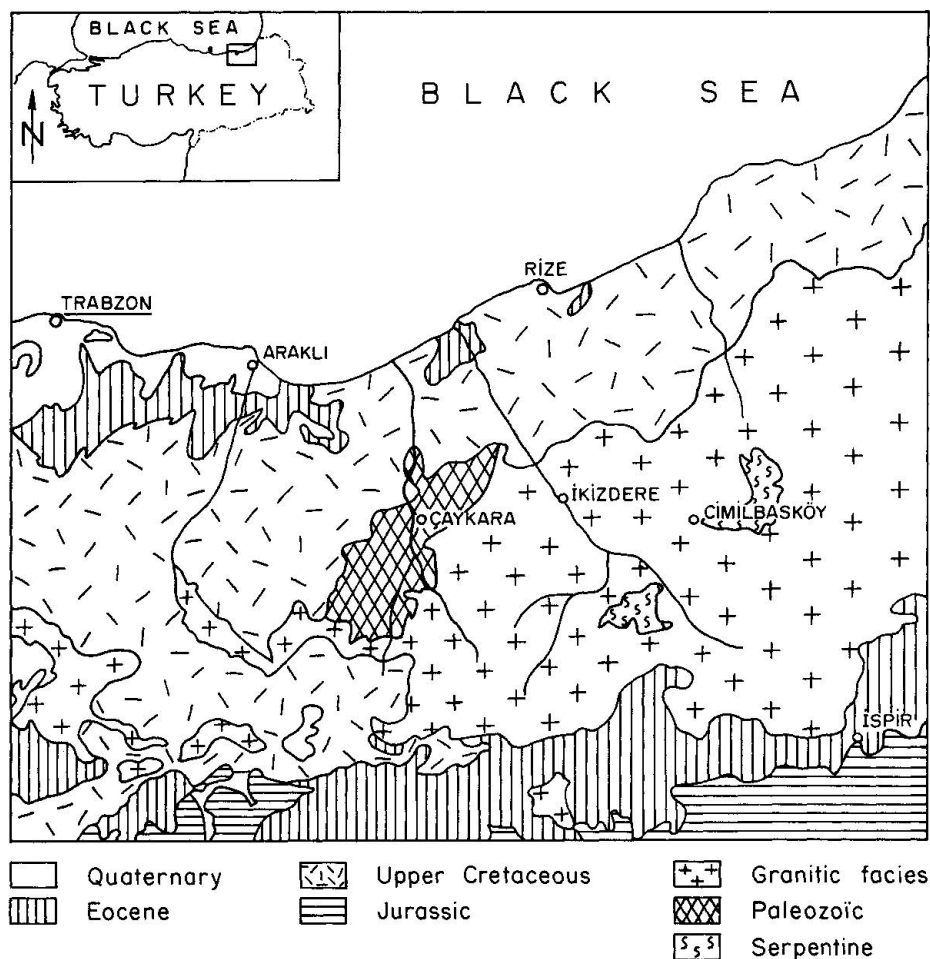 BLACK SEA
TURKEY
N
BLACK SEA
RİZE
TRABZON
ARAKLI
İKİZDERE
ÇAYKARA
CİMİLBASKÖY
İSPİR
Quaternary
Upper Cretaceous
Granitic facies
Eocene
Jurassic
Paleozoïc
Serpentine